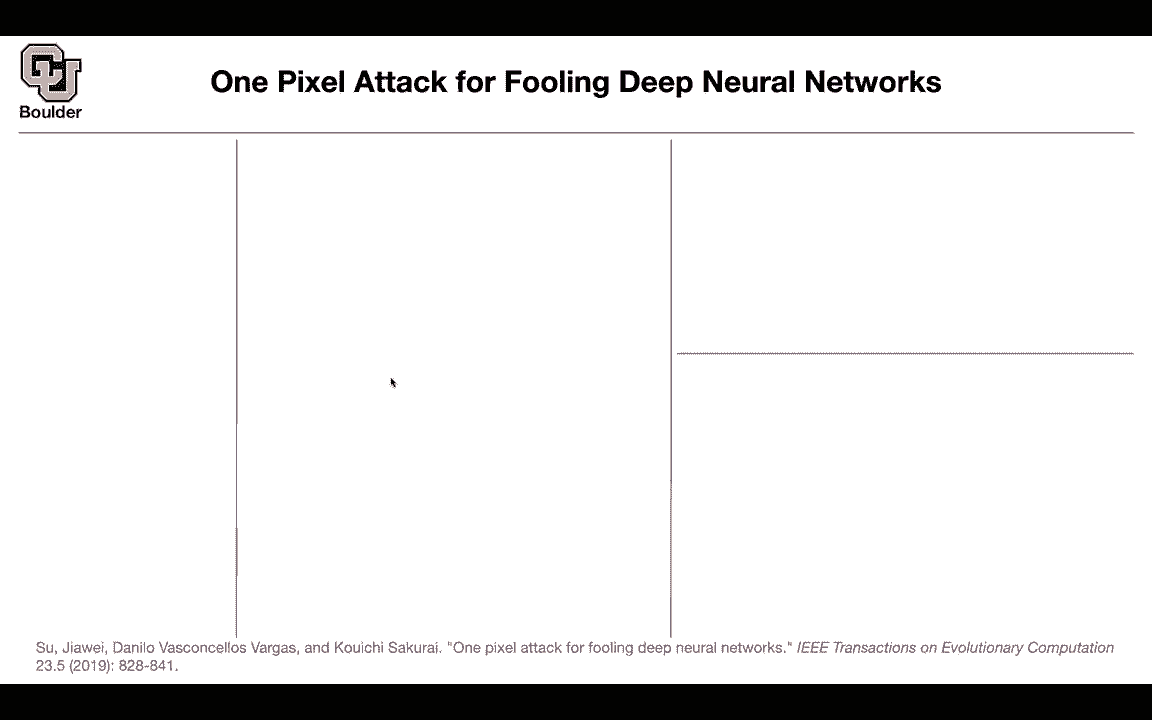 Boulder
One Pixel Attack for Fooling Deep Neural Networks
Su, Jiawei, Danilo Vasconcellos Vargas, and Kouichi Sakurai. "One pixel attack for fooling deep neural networks." IEEE Transactions on Evolutionary Computation
23.5 (2019): 828-841.